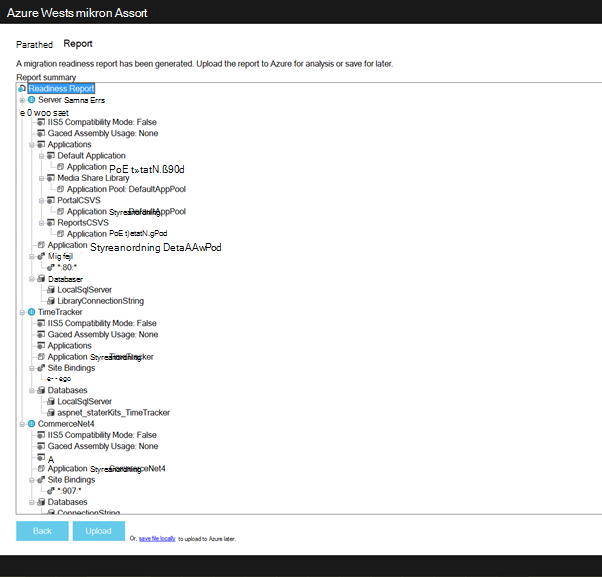 Azure Wests mikron Assort
Parathed Report
A migration readiness report has been generated. Upload the report to Azure for analysis or save for later.
Report summary
Readiness Report
Server Samna Errs
e 0 woo sæt
IIS5 Compatibility Mode: False
Gaced Assembly Usage: None
Applications
Default Application
Application PoE t»tatN.ß90d
Media Share Library
Application Pool: DefaultAppPool
PortalCSVS
Application Styreanordning DefaultAppPool
ReportsCSVS
Application PoE t)etatN.gPod
Application Styreanordning DetaAAwPod
Mig fejl
*:80:*
Databaser
LocalSqlServer
LibraryConnectionString
TimeTracker
IIS5 Compatibility Mode: False
Gaced Assembly Usage: None
Applications
Application Styreanordning TimeTracker
Site Bindings
e-- ego
Databases
LocalSqlServer
aspnet_staterKits_TimeTracker
CommerceNet4
IIS5 Compatibility Mode: False
Gaced Assembly Usage: None
A
Application Styreanordning CommerceNet4
Site Bindings
*:907:*
Databases
ConnectionString
Back Upload Or, save file locally to upload to Azure later.